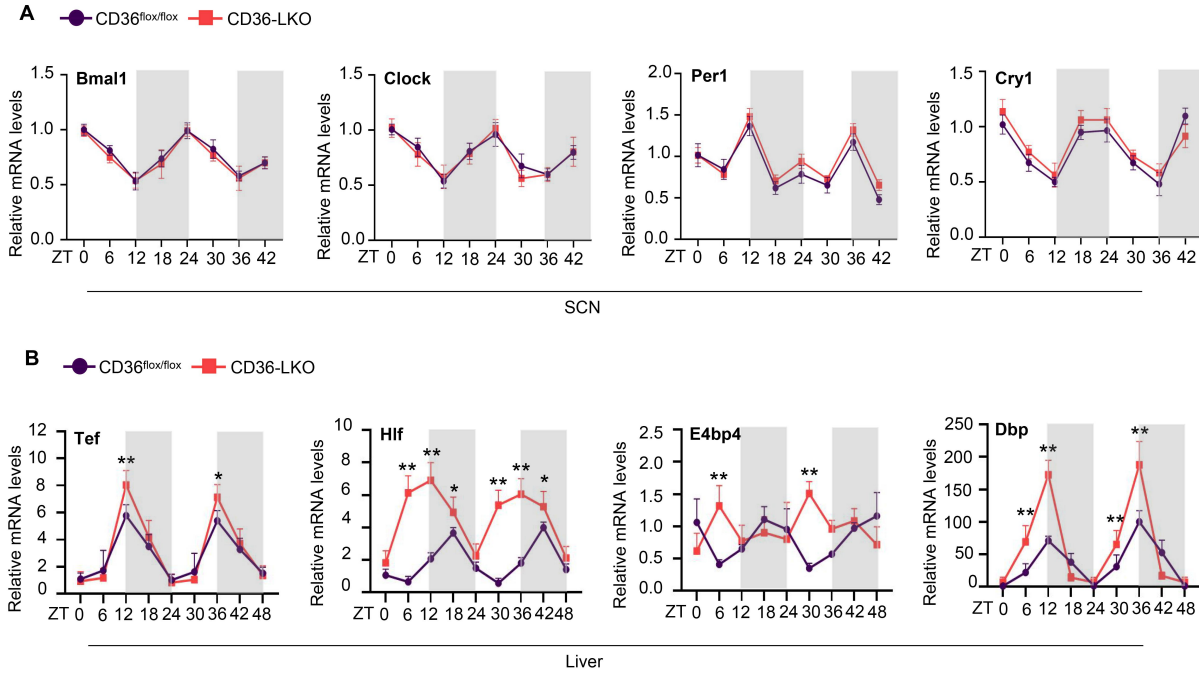 A
CD36flox/flox CD36-LKO
Bmal1
Relative mRNA levels
1.5
1.0
0.5
0.0
ZT 0 6 12 18 24 30 36 42
Clock
Relative mRNA levels
1.5
1.0
0.5
0.0
ZT 0 6 12 18 24 30 36 42
Per1
Relative mRNA levels
2.0
1.5
1.0
0.5
0.0
ZT 0 6 12 18 24 30 36 42
Cry1
Relative mRNA levels
1.5
1.0
0.5
0.0
ZT 0 6 12 18 24 30 36 42
SCN
B
CD36flox/flox CD36-LKO
Tef
Relative mRNA levels
12
10
8
6
4
2
0
** *
ZT 0 6 12 18 24 30 36 42 48
Hlf
Relative mRNA levels
10
8
6
4
2
0
** ** * ** ** *
ZT 0 6 12 18 24 30 36 42 48
E4bp4
Relative mRNA levels
2.5
2.0
1.5
1.0
0.5
0.0
** **
ZT 0 6 12 18 24 30 36 42 48
Dbp
Relative mRNA levels
250
200
150
100
50
0
** ** ** **
ZT 0 6 12 18 24 30 36 42 48
Liver